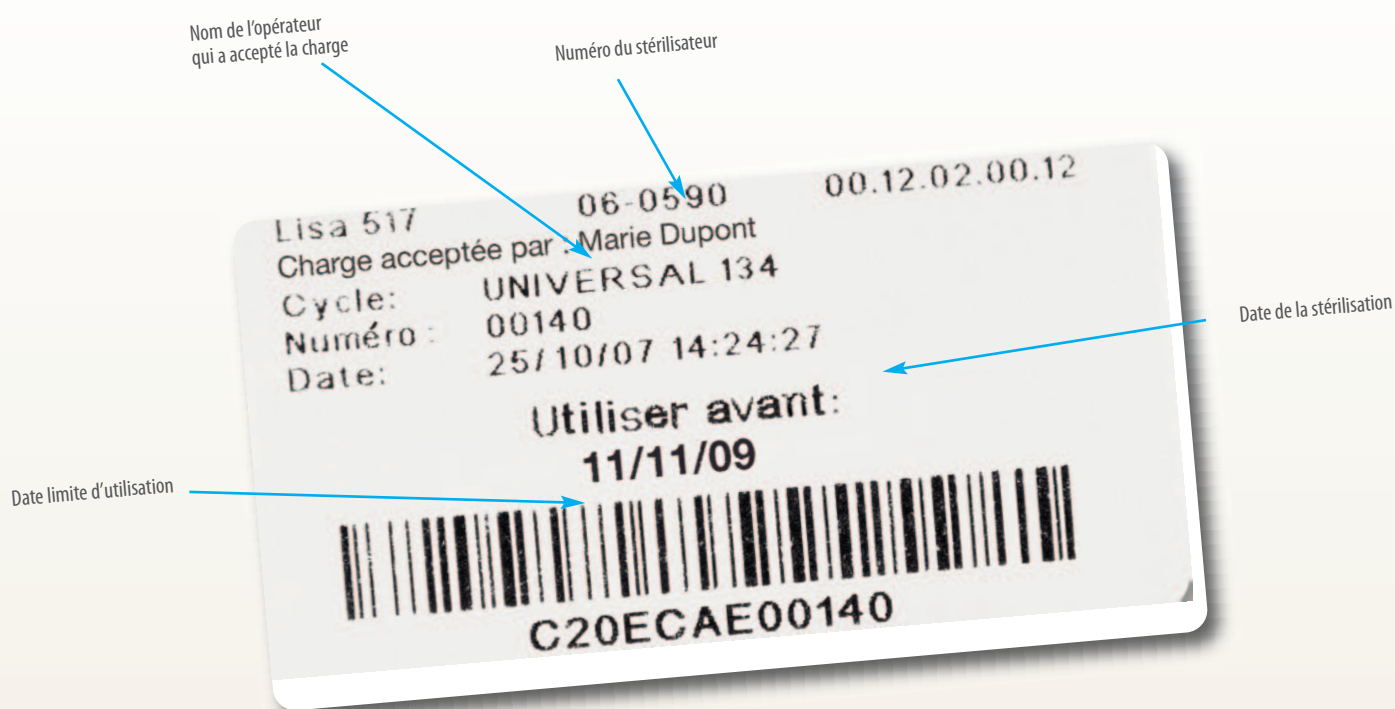 Nom de l'opérateur
qui a accepté la charge
Numéro du stérilisateur
Lisa 517 06-0590 00.12.02.00.12
Charge acceptée par : Marie Dupont
Cycle: UNIVERSAL 134
Numéro : 00140
Date: 25/10/07 14:24:27
Date de la stérilisation
Utiliser avant:
11/11/09
Date limite d'utilisation
C20ECAE00140